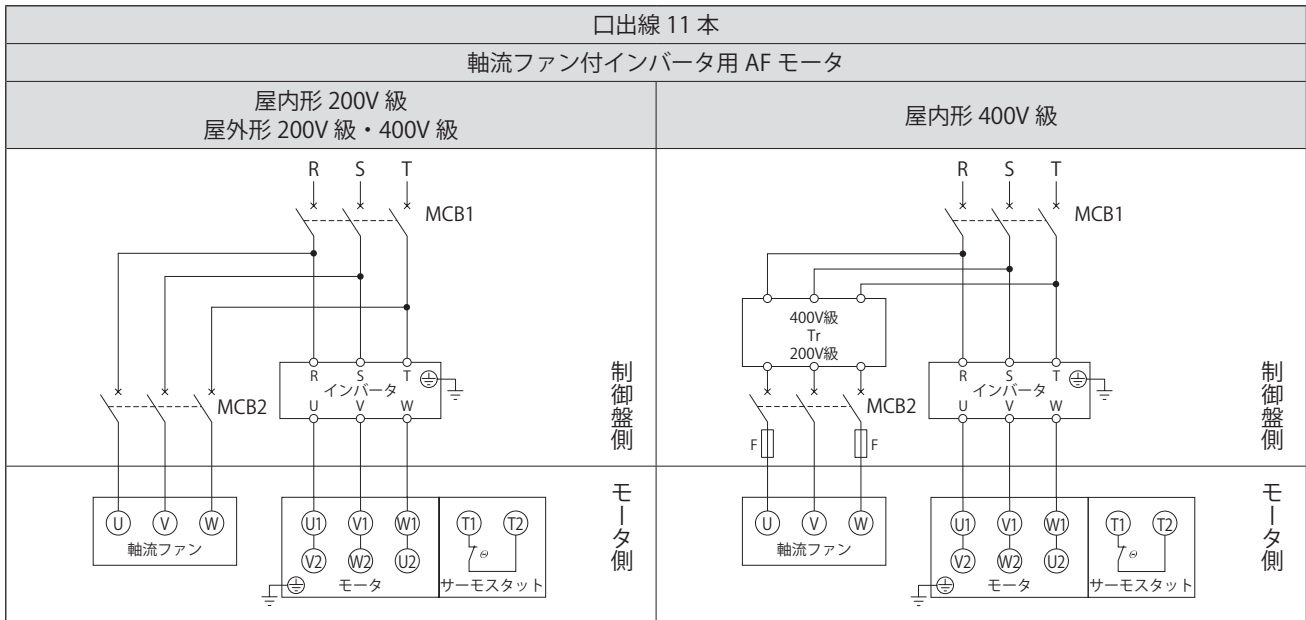 口出線 11 本
軸流ファン付インバータ用 AF モータ
屋内形 200V 級
屋外形 200V 級・400V 級
屋内形 400V 級
R S T
MCB1
R S T
インバータ
U V W
MCB2
制御盤側
U V W
軸流ファン
U1 V1 W1
V2 W2 U2
モータ
T1 T2
Θ
サーモスタット
モータ側
R S T
MCB1
400V級
Tr
200V級
R S T
インバータ
U V W
MCB2
F F
制御盤側
U V W
軸流ファン
U1 V1 W1
V2 W2 U2
モータ
T1 T2
Θ
サーモスタット
モータ側